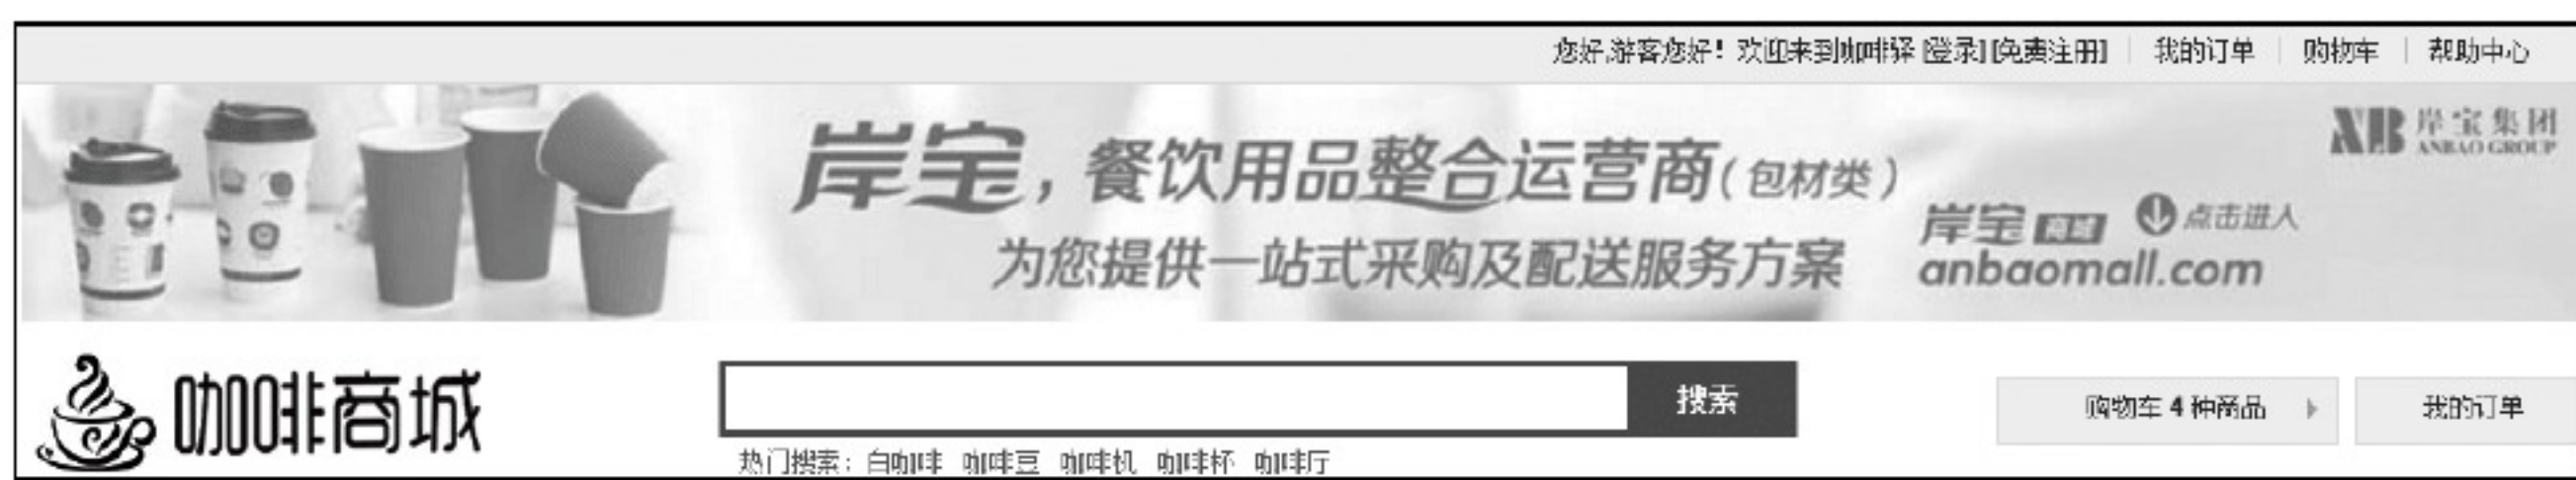 您好,游客您好！欢迎来到咖啡驿 [登录] [免费注册] 我的订单 购物车 帮助中心
岸宝，餐饮用品整合运营商（包材类）
为您提供一站式采购及配送服务方案
岸宝商城 点击进入
anbaomall.com
AB 岸宝集团
ANBAO GROUP
咖啡商城
搜索
购物车 4 种商品
我的订单
热门搜索：白咖啡 咖啡豆 咖啡机 咖啡杯 咖啡厅